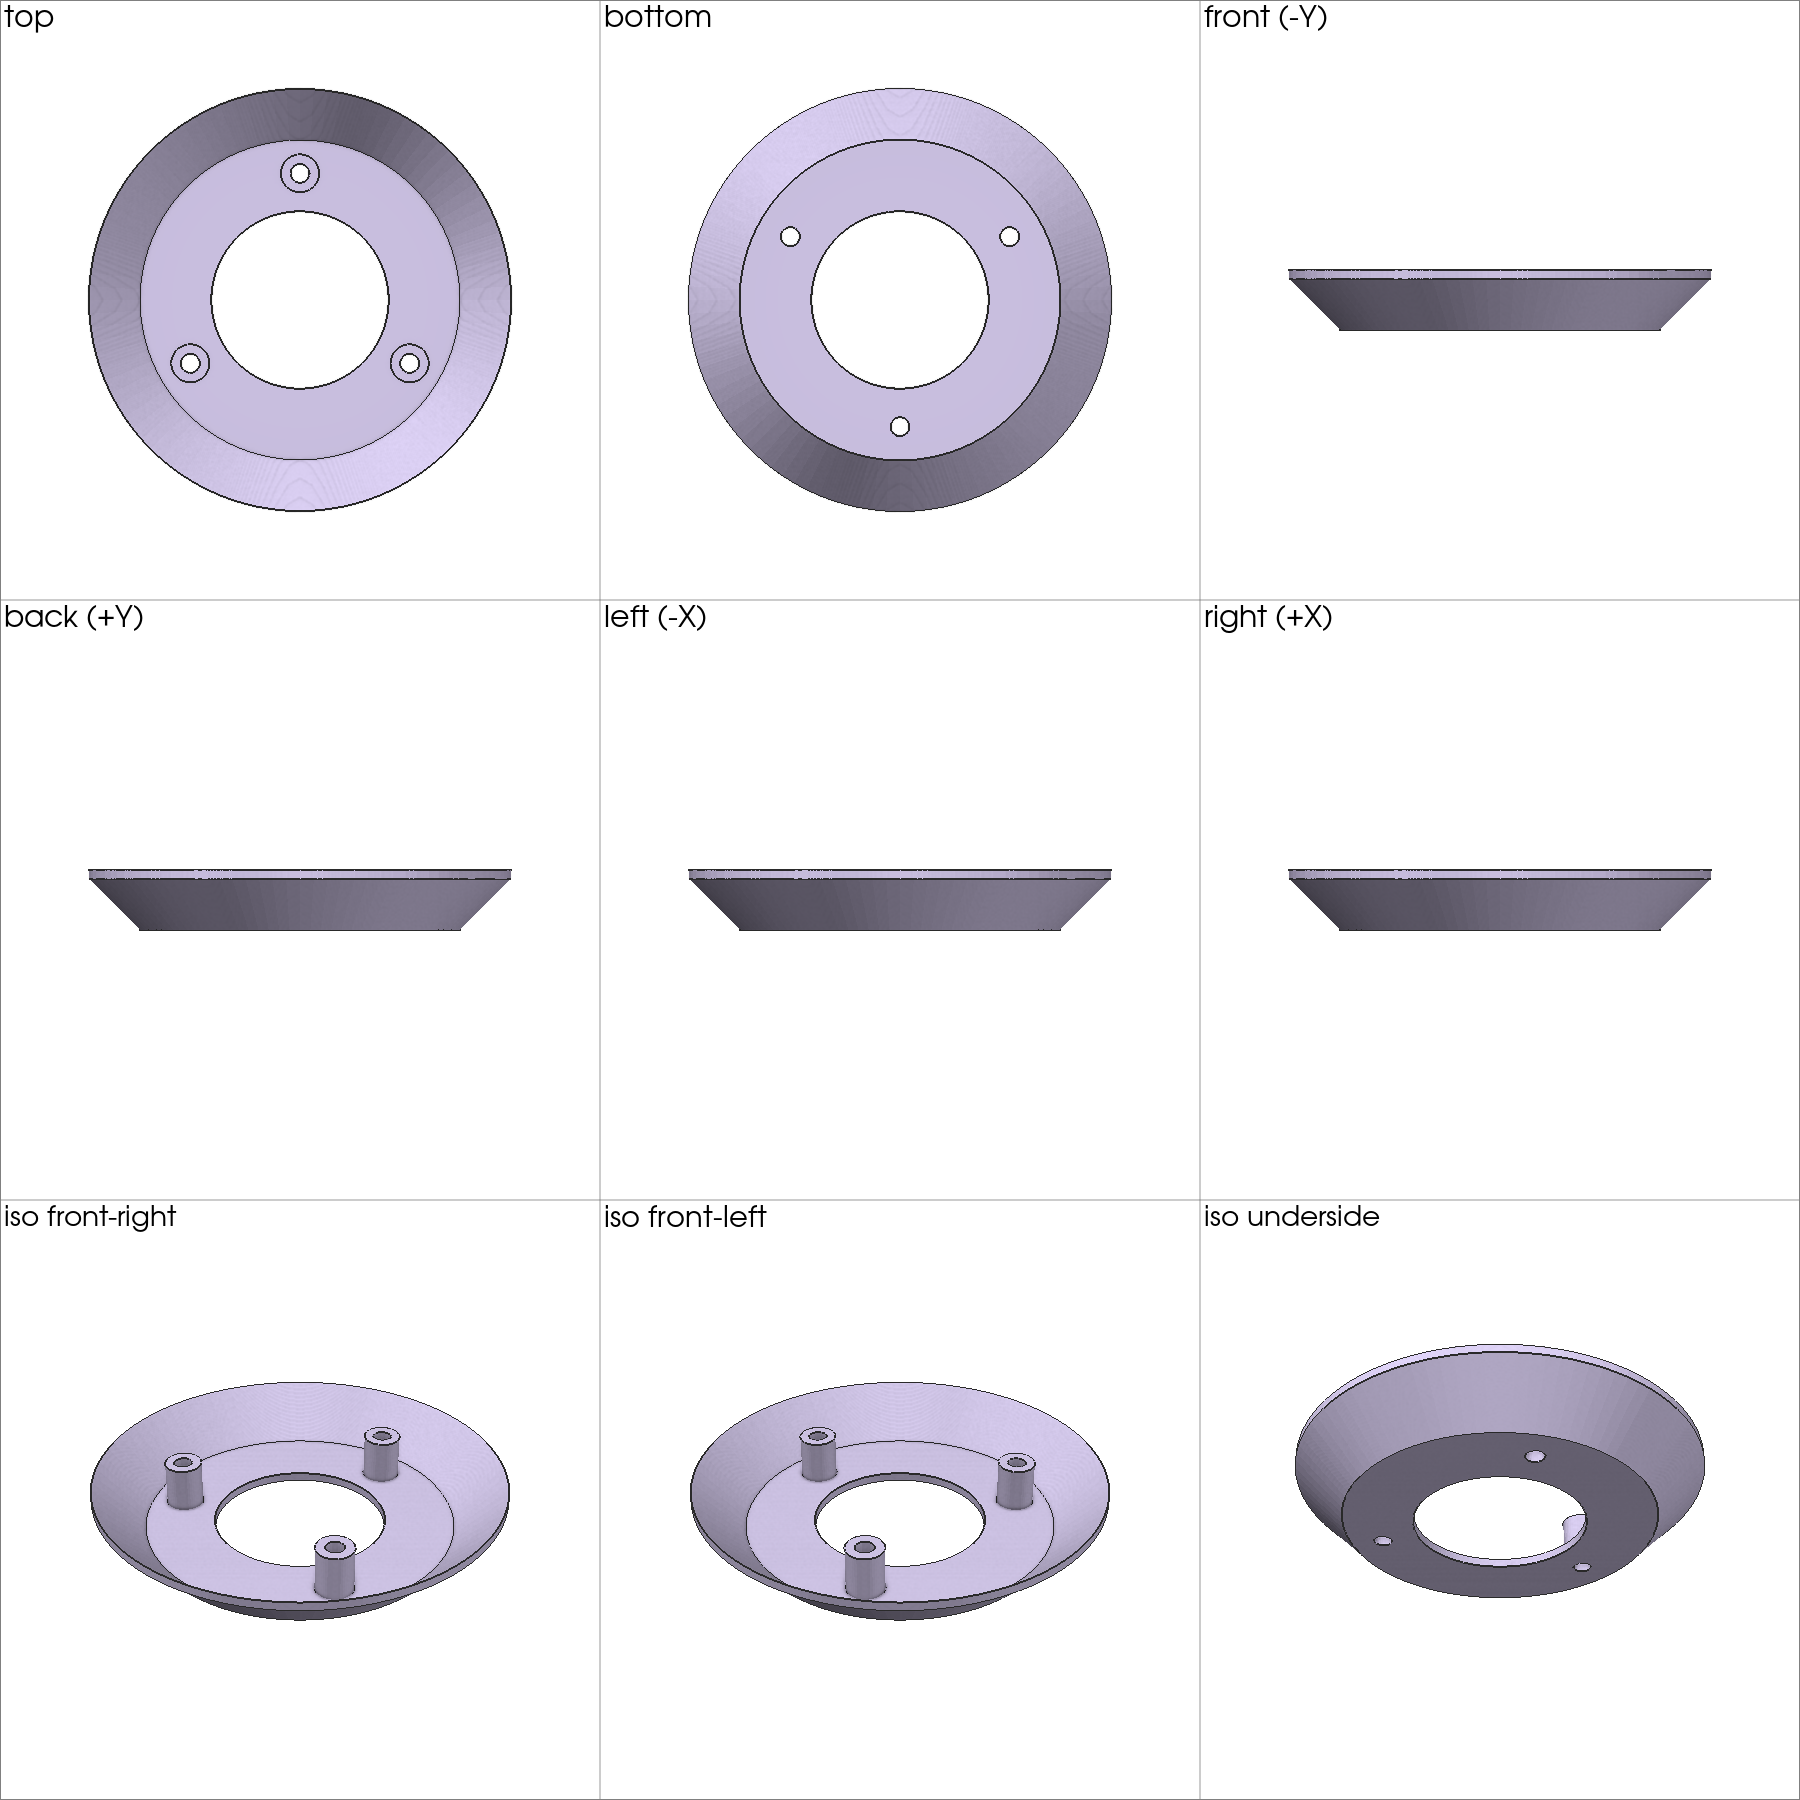 top
bottom
front (-Y)
back (+Y)
left (-X)
right (+X)
iso front-right
iso front-left
iso underside